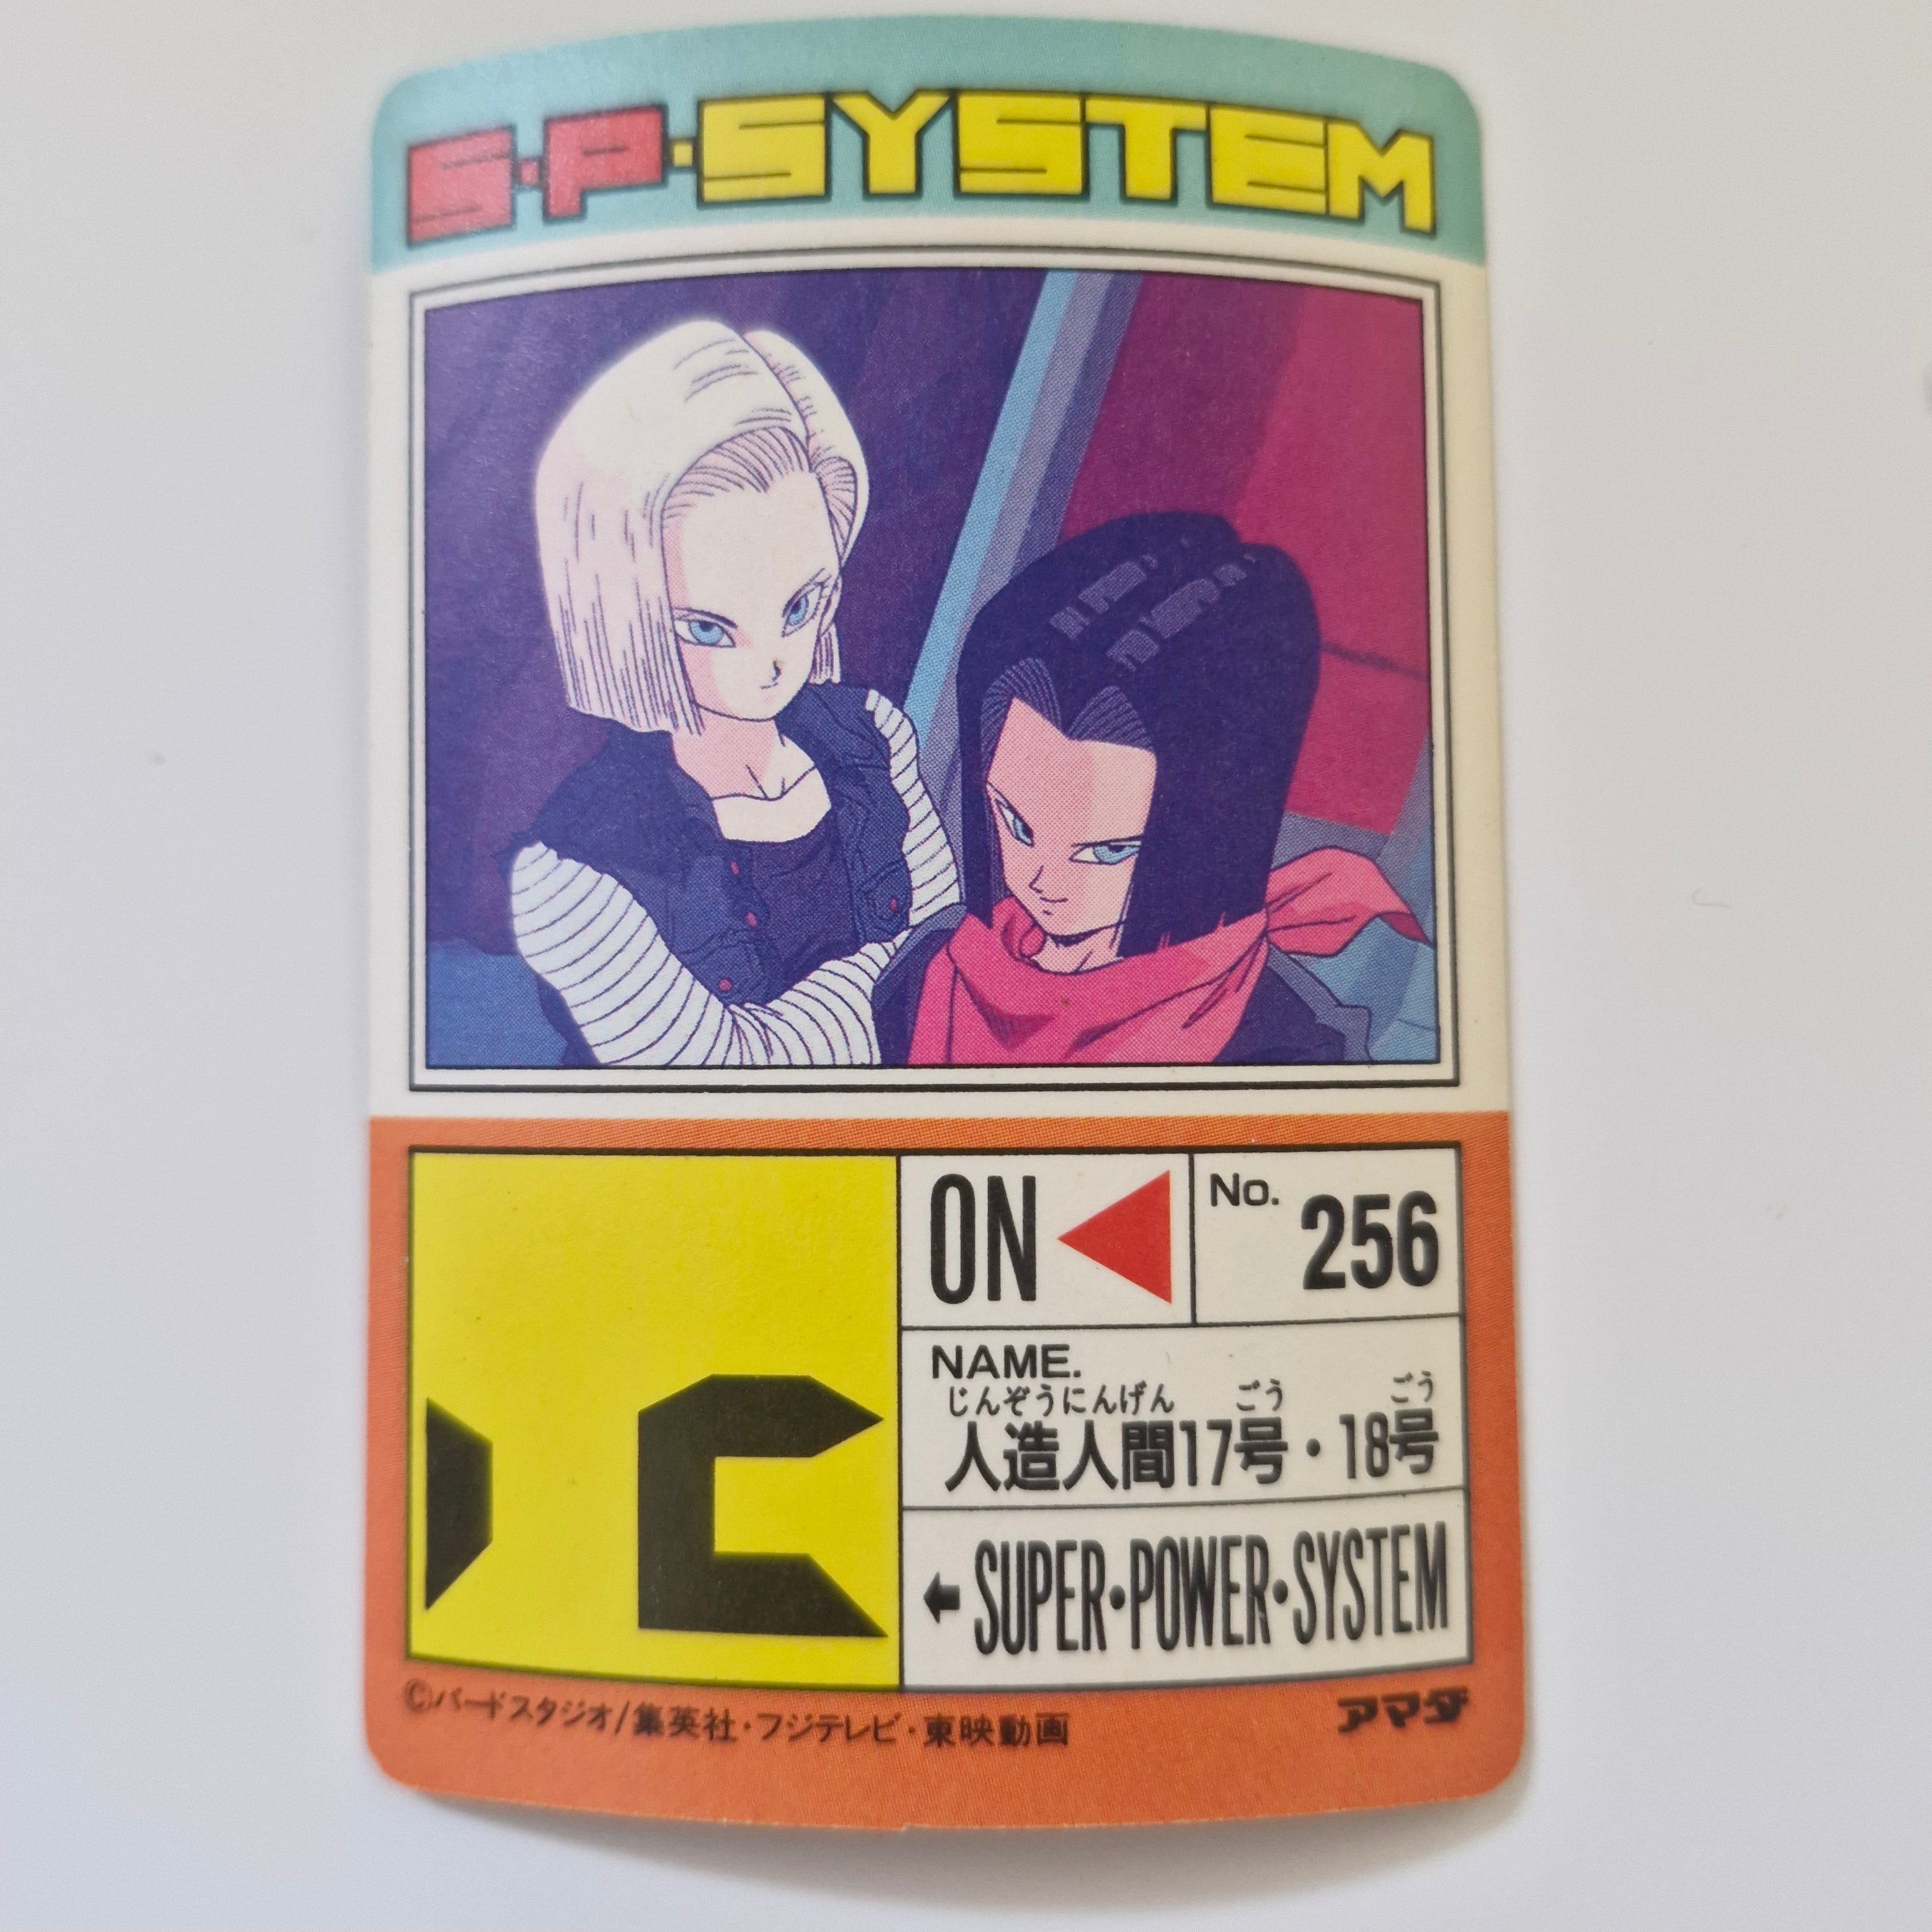 S·P·SYSTEM
ON
No. 256
NAME.
じんぞうにんげん ごう ごう
人造人間17号・18号
←SUPER・POWER・SYSTEM
©バードスタジオ/集英社・フジテレビ・東映動画
アマダ